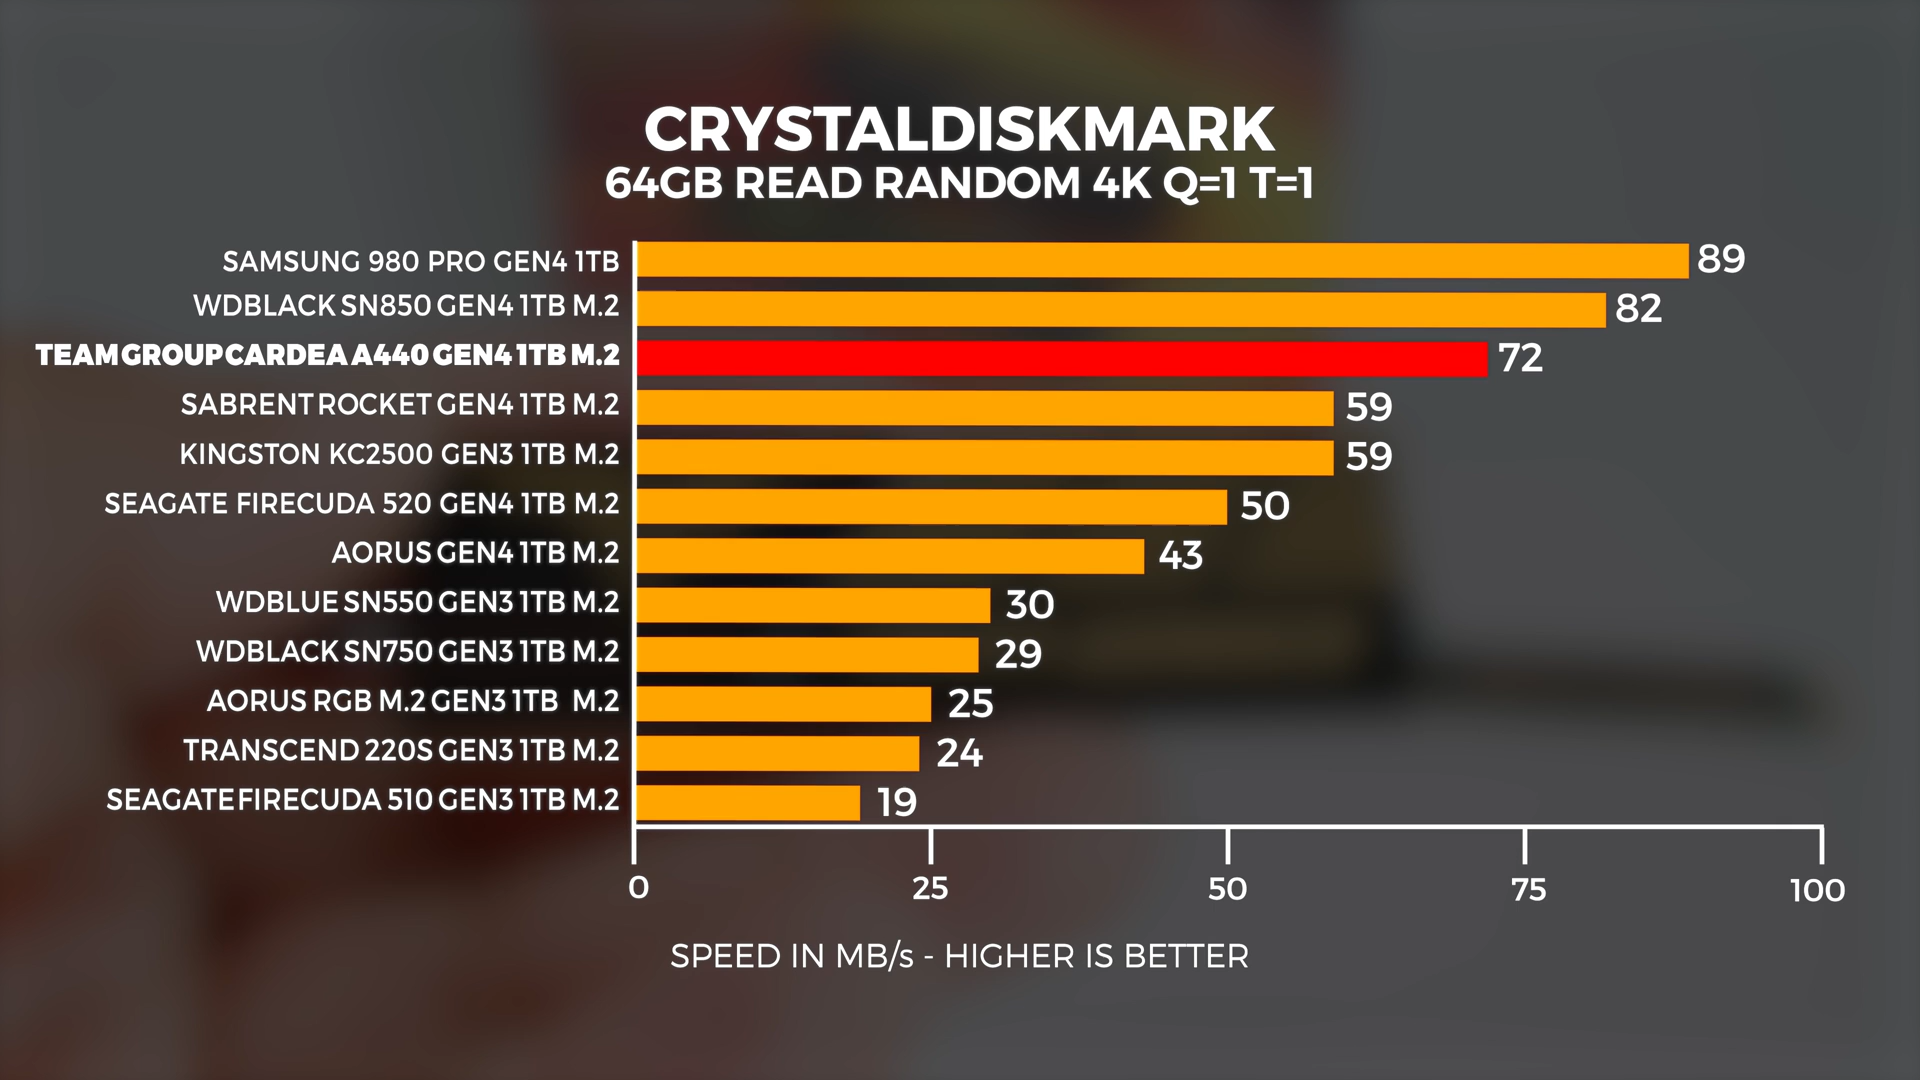 CRYSTALDISKMARK
64GB READ RANDOM 4K Q=1 T=1
SAMSUNG 980 PRO GEN4 1TB 89
WDBLACK SN850 GEN4 1TB M.2 82
TEAMGROUP CARDEA A440 GEN4 1TB M.2 72
SABRENT ROCKET GEN4 1TB M.2 59
KINGSTON KC2500 GEN3 1TB M.2 59
SEAGATE FIRECUDA 520 GEN4 1TB M.2 50
AORUS GEN4 1TB M.2 43
WDBLUE SN550 GEN3 1TB M.2 30
WDBLACK SN750 GEN3 1TB M.2 29
AORUS RGB M.2 GEN3 1TB M.2 25
TRANSCEND 220S GEN3 1TB M.2 24
SEAGATE FIRECUDA 510 GEN3 1TB M.2 19
0 25 50 75 100
SPEED IN MB/s - HIGHER IS BETTER